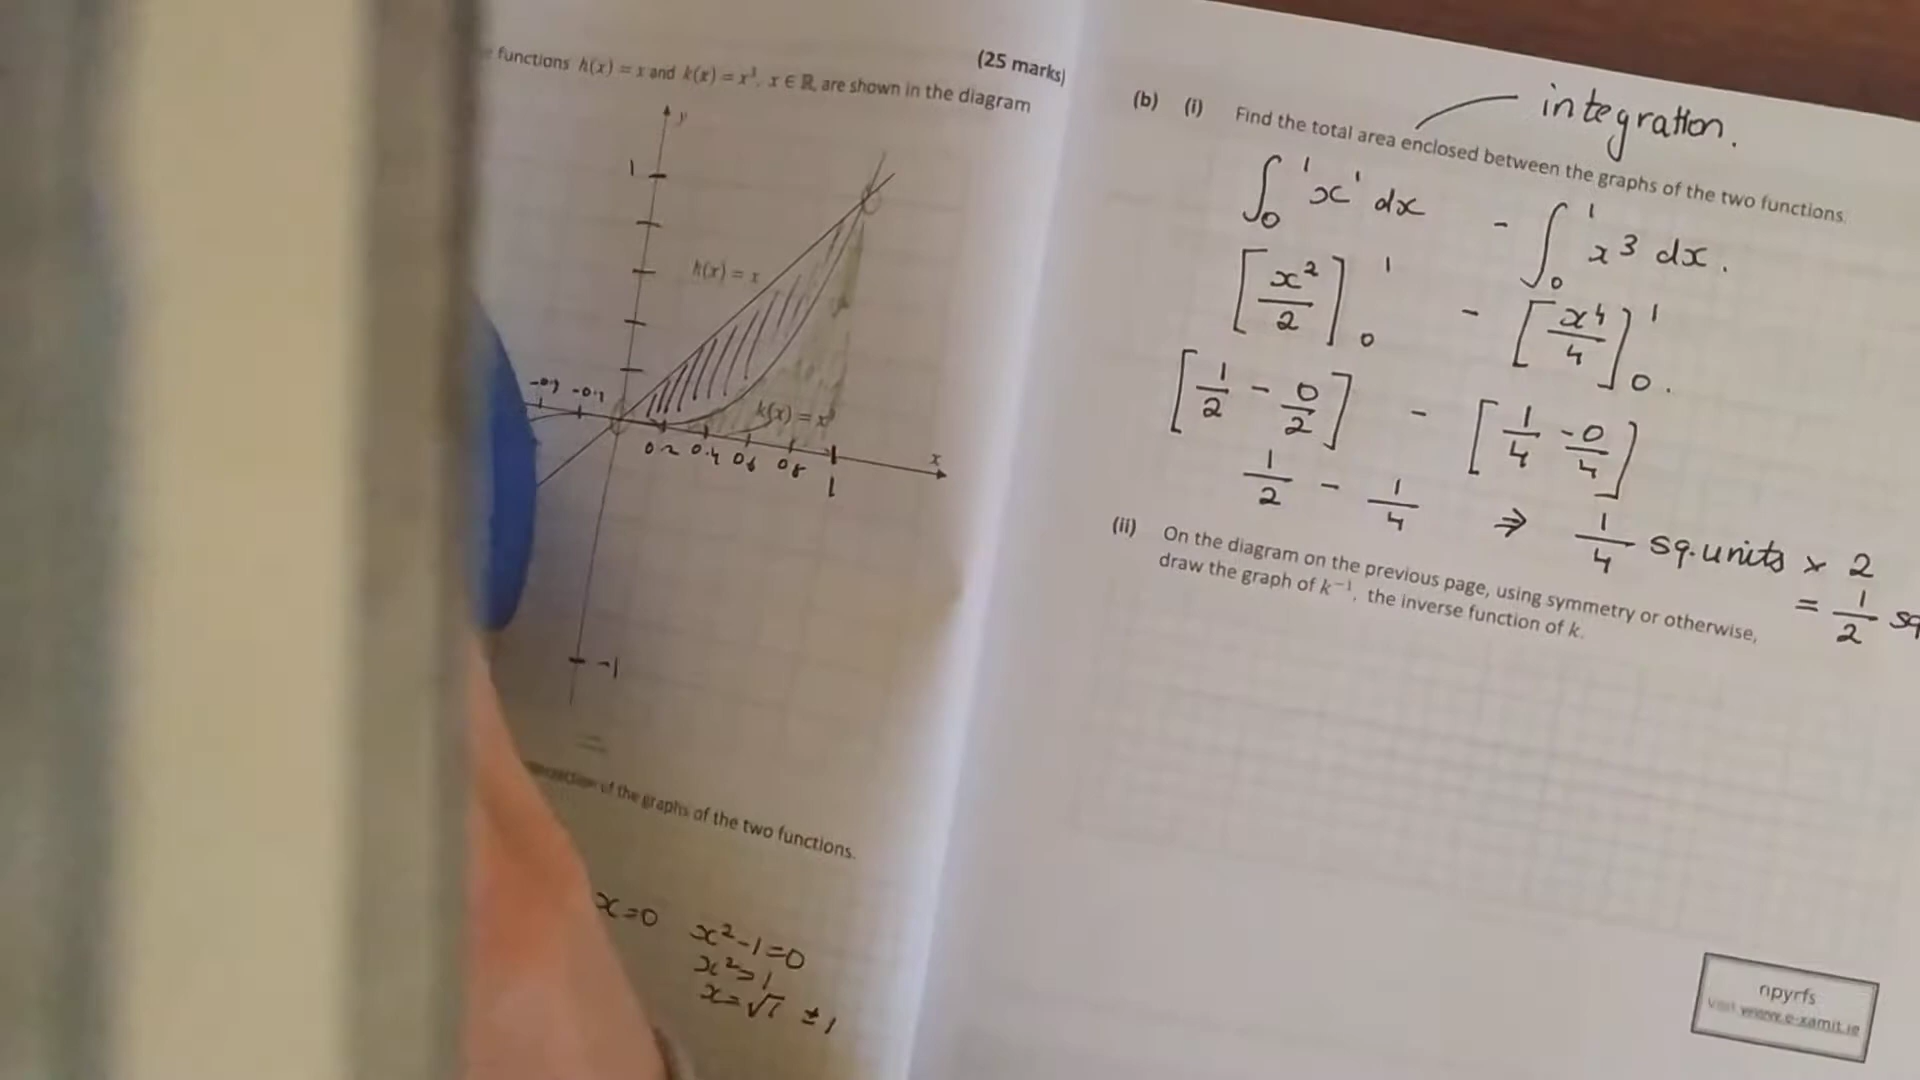 functions h(x) = x and k(x) = x³, x ∈ ℝ, are shown in the diagram
(25 marks)
y
1
h(x) = x
k(x) = x³
-0.1
0.2 0.4 0.6 0.8 1
x
-1
of the graphs of the two functions.
x=0 x²-1=0
x²=1
x=√1 ±1
integration.
(b) (i) Find the total area enclosed between the graphs of the two functions.
∫₀¹ x¹ dx - ∫₀¹ x³ dx.
[x²/2]₀¹ - [x⁴/4]₀¹.
[1/2 - 0/2] - [1/4 - 0/4]
1/2 - 1/4 ⇒ 1/4 sq.units × 2
= 1/2 sq
(ii) On the diagram on the previous page, using symmetry or otherwise,
draw the graph of k⁻¹, the inverse function of k.
npyrfs
Visit www.e-xamit.ie